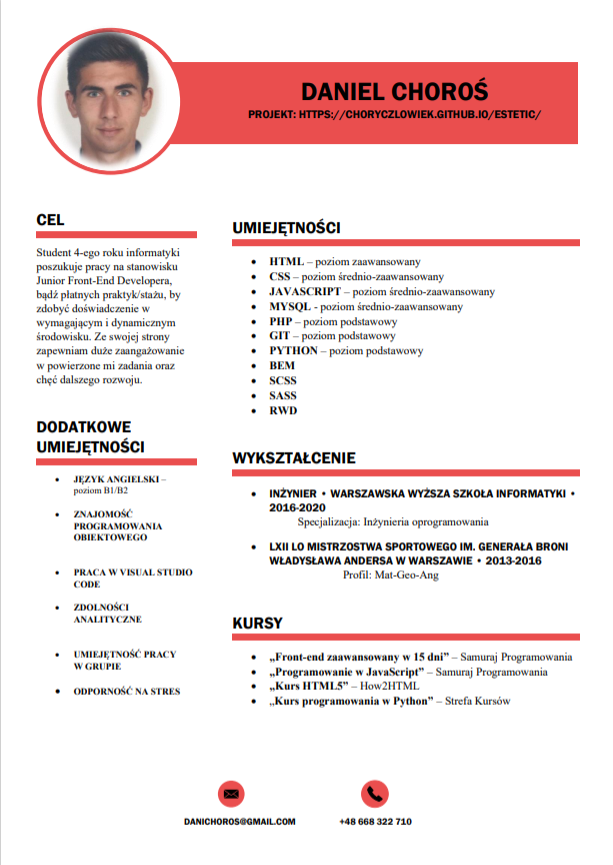 DANIEL CHOROŚ
PROJEKT: HTTPS://CHORYCZLOWIEK.GITHUB.IO/ESTETIC/
CEL
Student 4-ego roku informatyki
poszukuje pracy na stanowisku
Junior Front-End Developera,
bądź płatnych praktyk/stażu, by
zdobyć doświadczenie w
wymagającym i dynamicznym
środowisku. Ze swojej strony
zapewniam duże zaangażowanie
w powierzone mi zadania oraz
chęć dalszego rozwoju.
DODATKOWE
UMIEJĘTNOŚCI
• JĘZYK ANGIELSKI –
poziom B1/B2
• ZNAJOMOŚĆ
PROGRAMOWANIA
OBIEKTOWEGO
• PRACA W VISUAL STUDIO
CODE
• ZDOLNOŚCI
ANALITYCZNE
• UMIEJĘTNOŚĆ PRACY
W GRUPIE
• ODPORNOŚĆ NA STRES
UMIEJĘTNOŚCI
• HTML – poziom zaawansowany
• CSS – poziom średnio-zaawansowany
• JAVASCRIPT – poziom średnio-zaawansowany
• MYSQL - poziom średnio-zaawansowany
• PHP – poziom podstawowy
• GIT – poziom podstawowy
• PYTHON – poziom podstawowy
• BEM
• SCSS
• SASS
• RWD
WYKSZTAŁCENIE
• INŻYNIER • WARSZAWSKA WYŻSZA SZKOŁA INFORMATYKI •
2016-2020
Specjalizacja: Inżynieria oprogramowania
• LXII LO MISTRZOSTWA SPORTOWEGO IM. GENERAŁA BRONI
WŁADYSŁAWA ANDERSA W WARSZAWIE • 2013-2016
Profil: Mat-Geo-Ang
KURSY
• „Front-end zaawansowany w 15 dni” – Samuraj Programowania
• „Programowanie w JavaScript” – Samuraj Programowania
• „Kurs HTML5” – How2HTML
• „Kurs programowania w Python” – Strefa Kursów
DANICHOROS@GMAIL.COM
+48 668 322 710